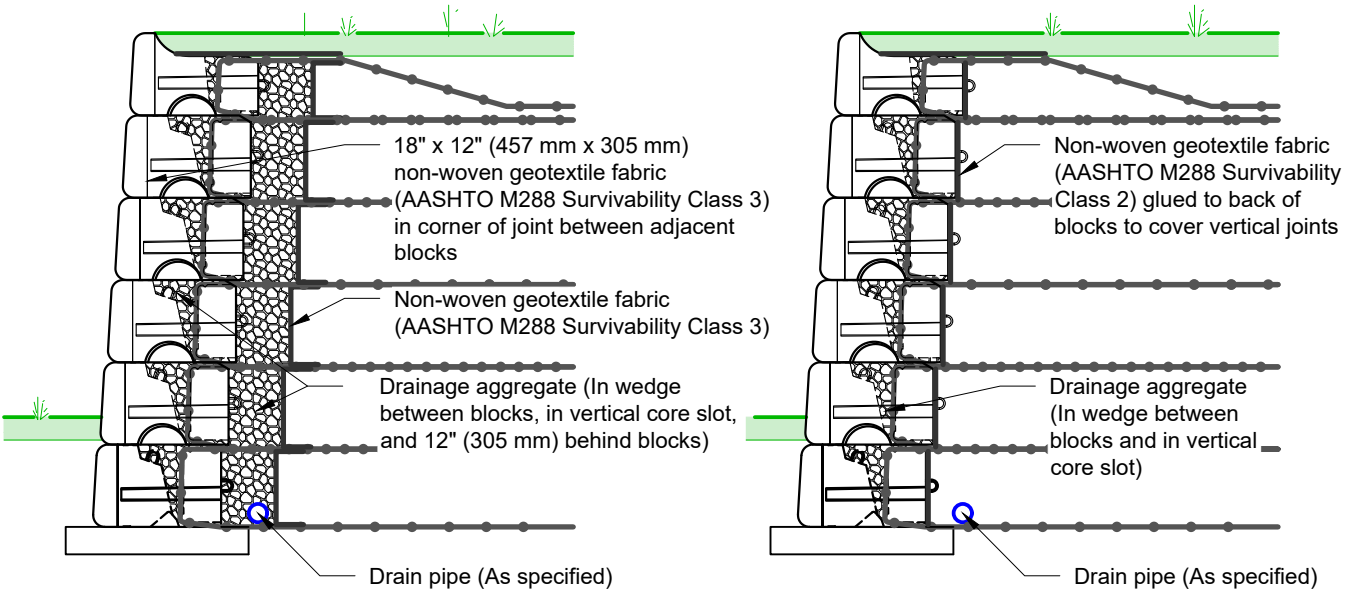 18" x 12" (457 mm x 305 mm)
non-woven geotextile fabric
(AASHTO M288 Survivability Class 3)
in corner of joint between adjacent
blocks
Non-woven geotextile fabric
(AASHTO M288 Survivability Class 3)
Drainage aggregate (In wedge
between blocks, in vertical core slot,
and 12" (305 mm) behind blocks)
Drain pipe (As specified)
Non-woven geotextile fabric
(AASHTO M288 Survivability
Class 2) glued to back of
blocks to cover vertical joints
Drainage aggregate
(In wedge between
blocks and in vertical
core slot)
Drain pipe (As specified)